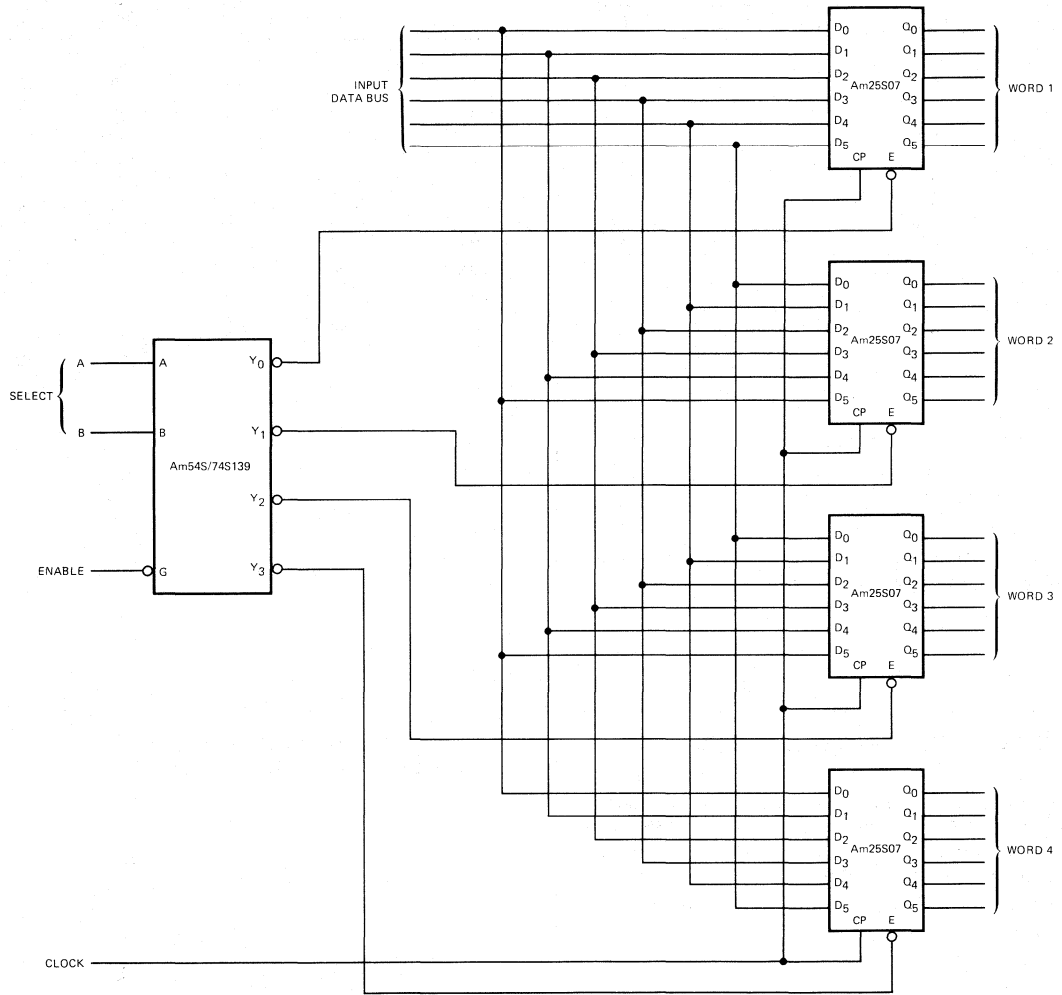 INPUT
DATA BUS
D0 Q0
D1 Q1
D2 Q2
Am25S07
D3 Q3
D4 Q4
D5 Q5
CP E
WORD 1
D0 Q0
D1 Q1
D2 Q2
Am25S07
D3 Q3
D4 Q4
D5 Q5
CP E
WORD 2
SELECT
A
B
A
B
Am54S/74S139
Y0
Y1
Y2
Y3
ENABLE
G
D0 Q0
D1 Q1
D2 Q2
Am25S07
D3 Q3
D4 Q4
D5 Q5
CP E
WORD 3
D0 Q0
D1 Q1
D2 Q2
Am25S07
D3 Q3
D4 Q4
D5 Q5
CP E
WORD 4
CLOCK